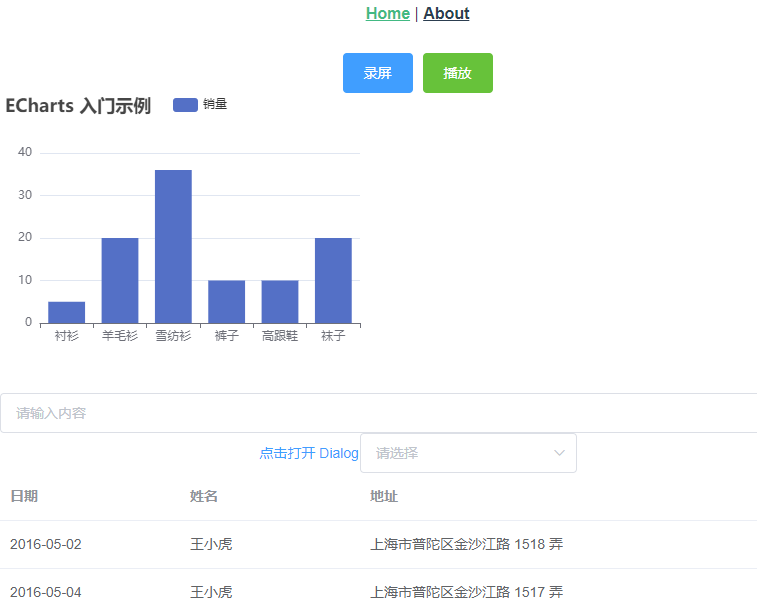 Home | About
录屏 播放
ECharts 入门示例 销量
40
30
20
10
0
衬衫 羊毛衫 雪纺衫 裤子 高跟鞋 袜子
请输入内容
点击打开 Dialog 请选择
日期 姓名 地址
2016-05-02 王小虎 上海市普陀区金沙江路 1518 弄
2016-05-04 王小虎 上海市普陀区金沙江路 1517 弄